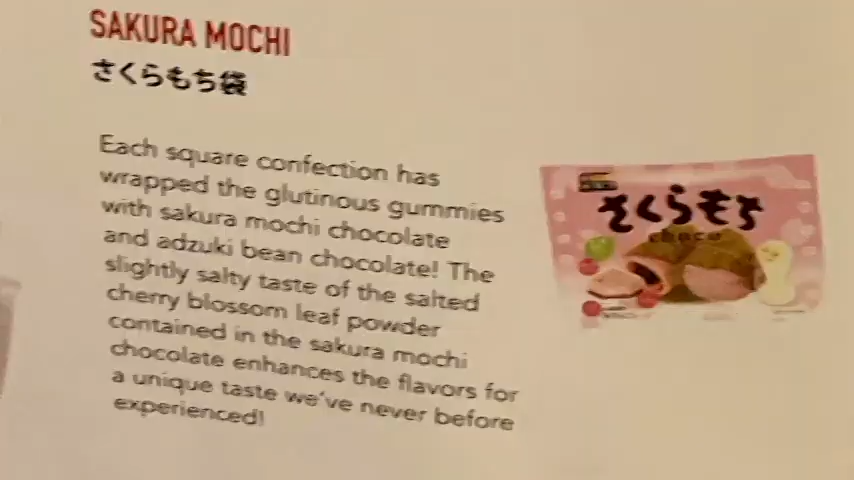 SAKURA MOCHI
さくらもち袋
Each square confection has
wrapped the glutinous gummies
with sakura mochi chocolate
and adzuki bean chocolate! The
slightly salty taste of the salted
cherry blossom leaf powder
contained in the sakura mochi
chocolate enhances the flavors for
a unique taste we've never before
experienced!
さくらもち
choco